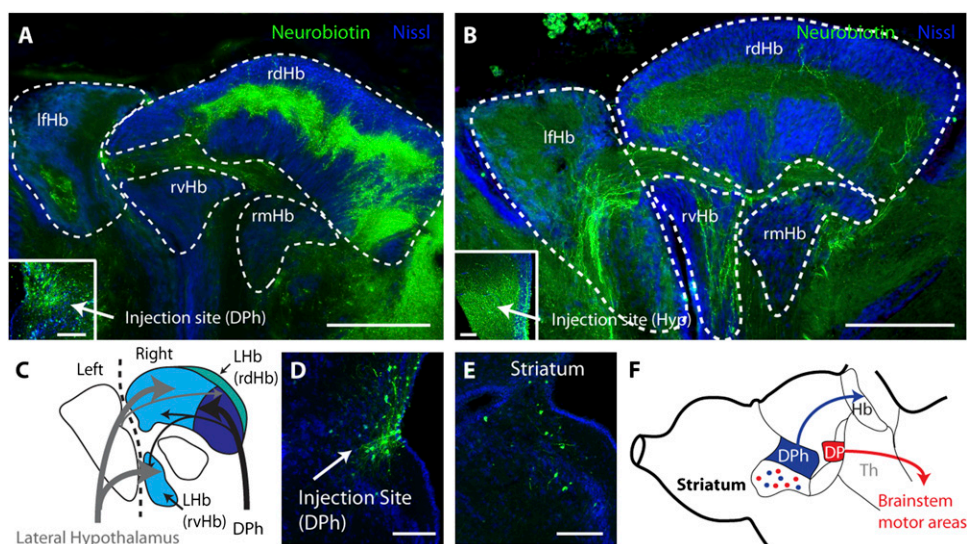 A
Neurobiotin Nissl
rdHb
lfHb
rvHb
rmHb
Injection site (DPh)
B
Neurobiotin Nissl
rdHb
lfHb
rvHb
rmHb
Injection site (Hyp)
C
Left
Right
LHb
(rdHb)
LHb
(rvHb)
Lateral Hypothalamus
DPh
D
Injection Site
(DPh)
E
Striatum
F
Hb
DPh
DP
Th
Striatum
Brainstem
motor areas